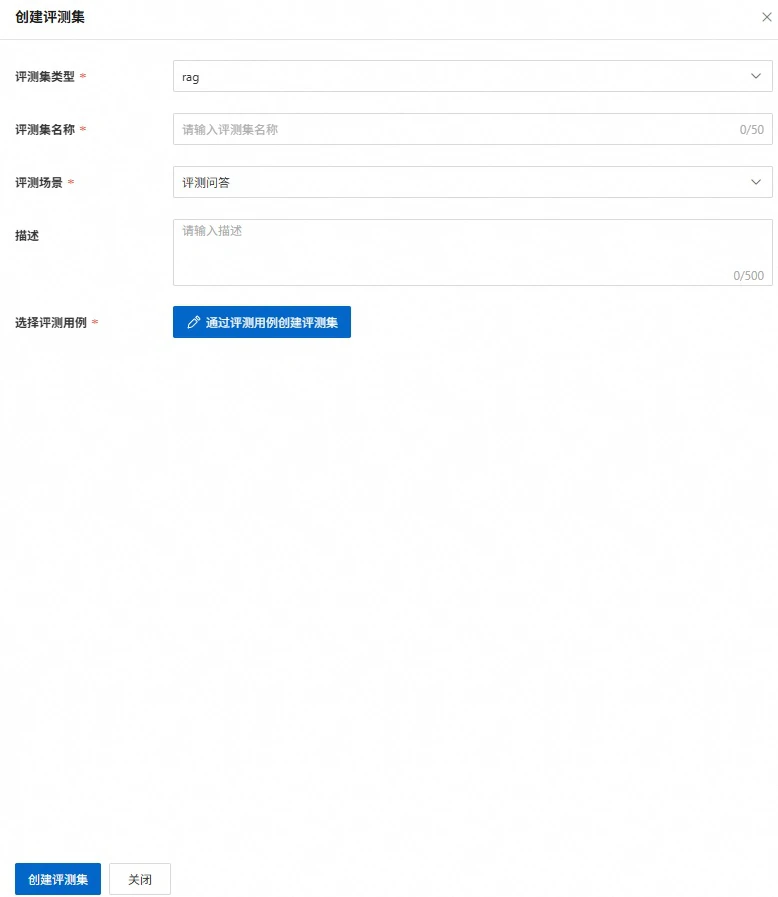 创建评测集
评测集类型 *
rag
评测集名称 *
请输入评测集名称
0/50
评测场景 *
评测问答
描述
请输入描述
0/500
选择评测用例 *
通过评测用例创建评测集
创建评测集
关闭